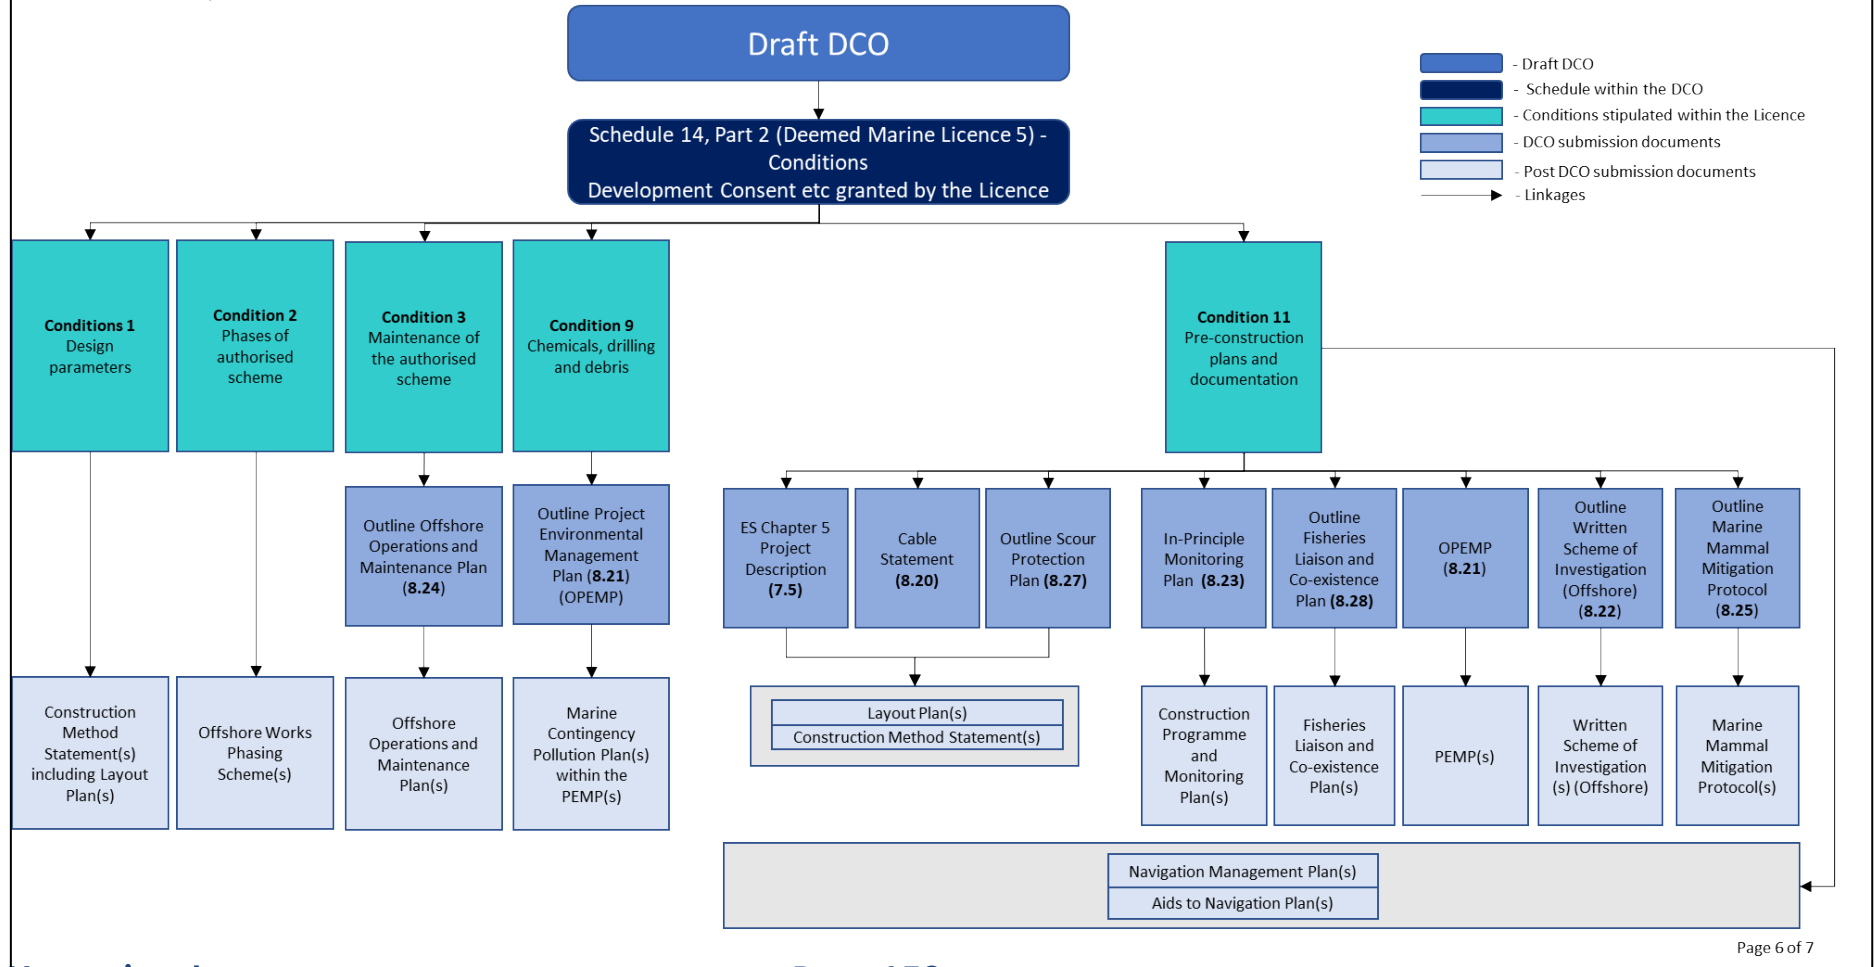 Draft DCO
Schedule 14, Part 2 (Deemed Marine Licence 5) -
Conditions
Development Consent etc granted by the Licence
- Draft DCO
- Schedule within the DCO
- Conditions stipulated within the Licence
- DCO submission documents
- Post DCO submission documents
- Linkages
Conditions 1
Design
parameters
Condition 2
Phases of
authorised
scheme
Condition 3
Maintenance of
the authorised
scheme
Condition 9
Chemicals, drilling
and debris
Condition 11
Pre-construction
plans and
documentation
Outline Offshore
Operations and
Maintenance Plan
(8.24)
Outline Project
Environmental
Management
Plan (8.21)
(OPEMP)
ES Chapter 5
Project
Description
(7.5)
Cable
Statement
(8.20)
Outline Scour
Protection
Plan (8.27)
In-Principle
Monitoring
Plan (8.23)
Outline
Fisheries
Liaison and
Co-existence
Plan (8.28)
OPEMP
(8.21)
Outline
Written
Scheme of
Investigation
(Offshore)
(8.22)
Outline
Marine
Mammal
Mitigation
Protocol
(8.25)
Construction
Method
Statement(s)
including Layout
Plan(s)
Offshore Works
Phasing
Scheme(s)
Offshore
Operations and
Maintenance
Plan(s)
Marine
Contingency
Pollution Plan(s)
within the
PEMP(s)
Layout Plan(s)
Construction Method Statement(s)
Construction
Programme
and
Monitoring
Plan(s)
Fisheries
Liaison and
Co-existence
Plan(s)
PEMP(s)
Written
Scheme of
Investigation
(s) (Offshore)
Marine
Mammal
Mitigation
Protocol(s)
Navigation Management Plan(s)
Aids to Navigation Plan(s)
Page 6 of 7